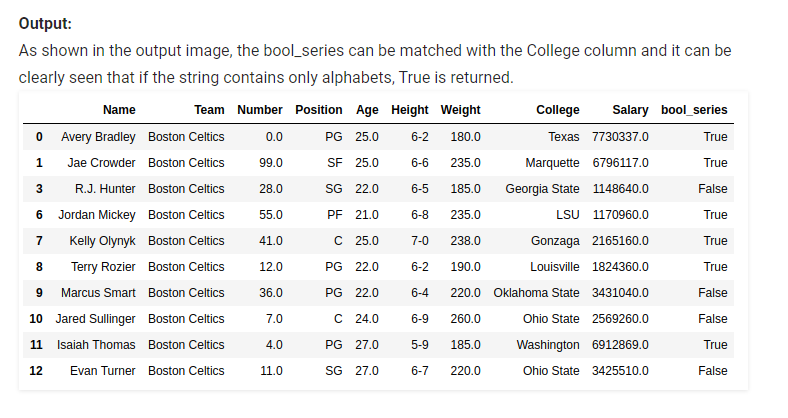 Output:
As shown in the output image, the bool_series can be matched with the College column and it can be
clearly seen that if the string contains only alphabets, True is returned.
Name Team Number Position Age Height Weight College Salary bool_series
0 Avery Bradley Boston Celtics 0.0 PG 25.0 6-2 180.0 Texas 7730337.0 True
1 Jae Crowder Boston Celtics 99.0 SF 25.0 6-6 235.0 Marquette 6796117.0 True
3 R.J. Hunter Boston Celtics 28.0 SG 22.0 6-5 185.0 Georgia State 1148640.0 False
6 Jordan Mickey Boston Celtics 55.0 PF 21.0 6-8 235.0 LSU 1170960.0 True
7 Kelly Olynyk Boston Celtics 41.0 C 25.0 7-0 238.0 Gonzaga 2165160.0 True
8 Terry Rozier Boston Celtics 12.0 PG 22.0 6-2 190.0 Louisville 1824360.0 True
9 Marcus Smart Boston Celtics 36.0 PG 22.0 6-4 220.0 Oklahoma State 3431040.0 False
10 Jared Sullinger Boston Celtics 7.0 C 24.0 6-9 260.0 Ohio State 2569260.0 False
11 Isaiah Thomas Boston Celtics 4.0 PG 27.0 5-9 185.0 Washington 6912869.0 True
12 Evan Turner Boston Celtics 11.0 SG 27.0 6-7 220.0 Ohio State 3425510.0 False